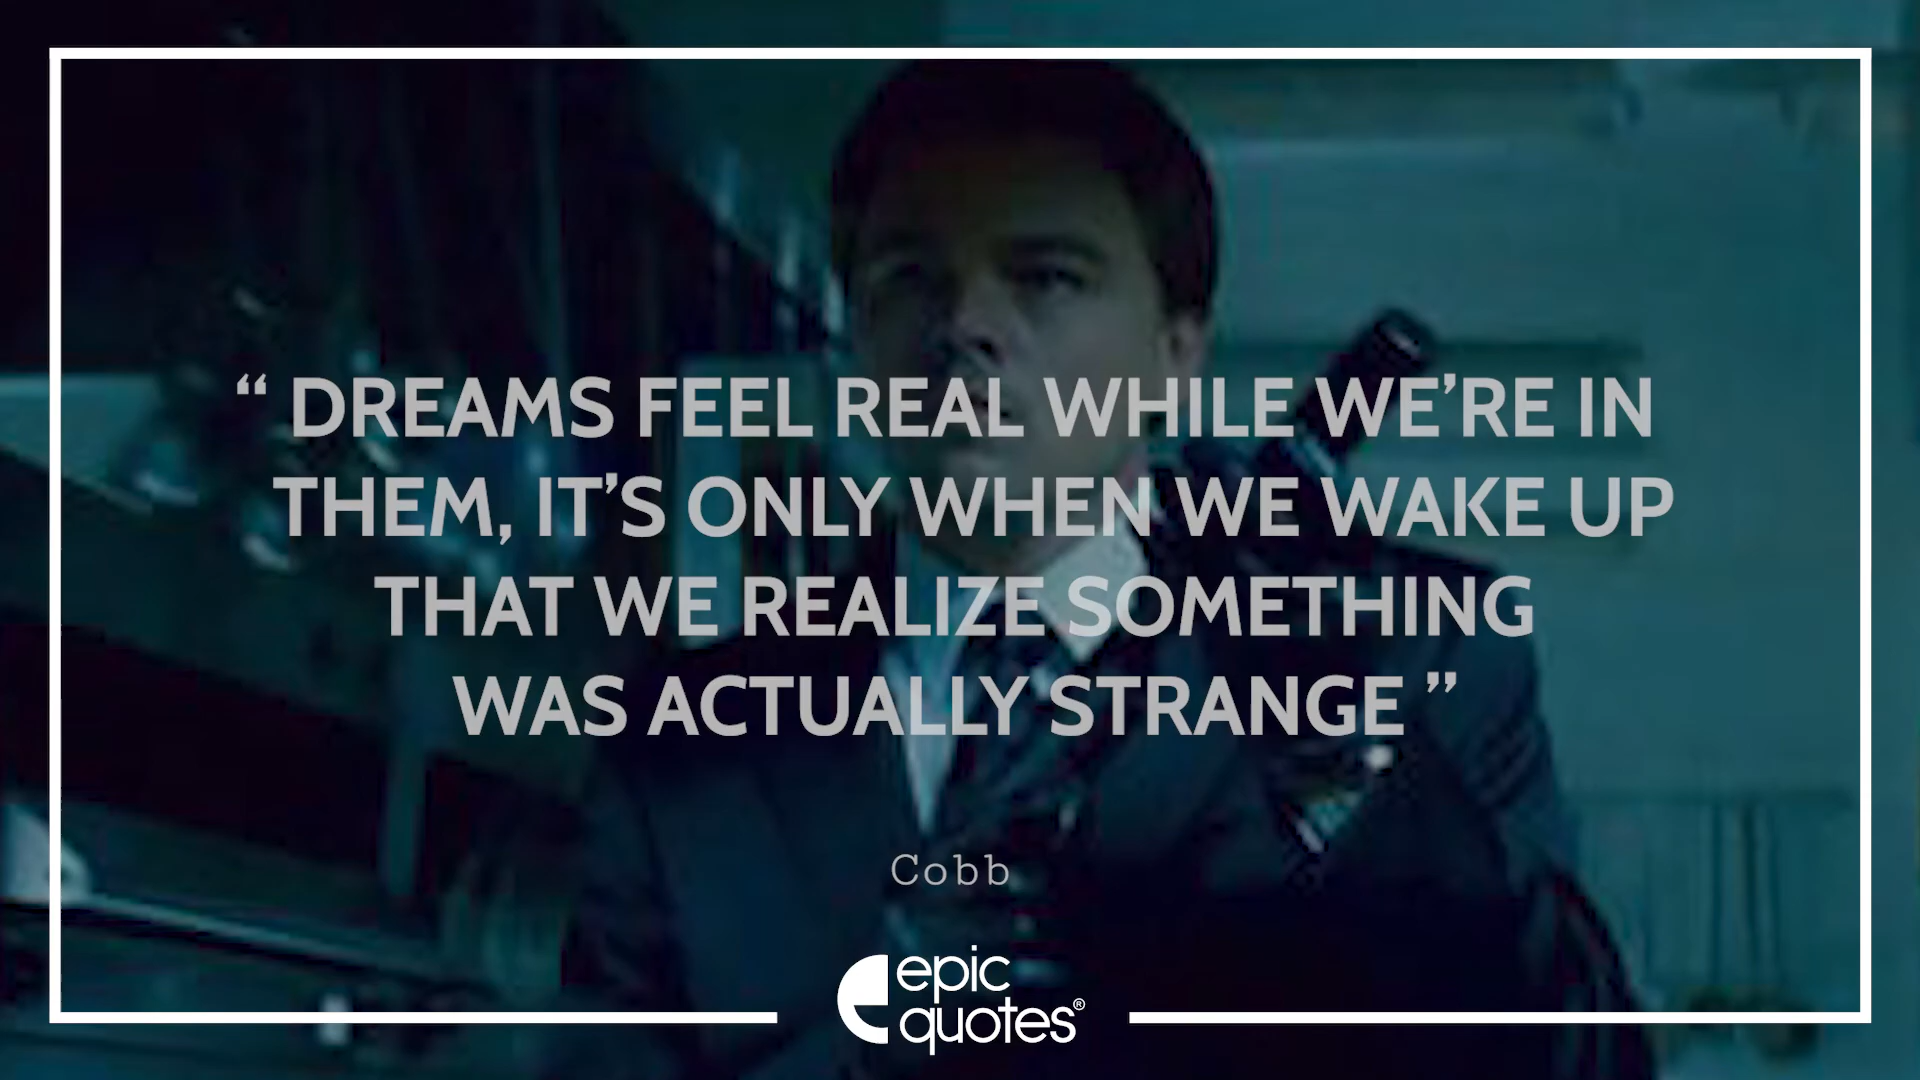 “ DREAMS FEEL REAL WHILE WE’RE IN
THEM, IT’S ONLY WHEN WE WAKE UP
THAT WE REALIZE SOMETHING
WAS ACTUALLY STRANGE ”
Cobb
epic
quotes®